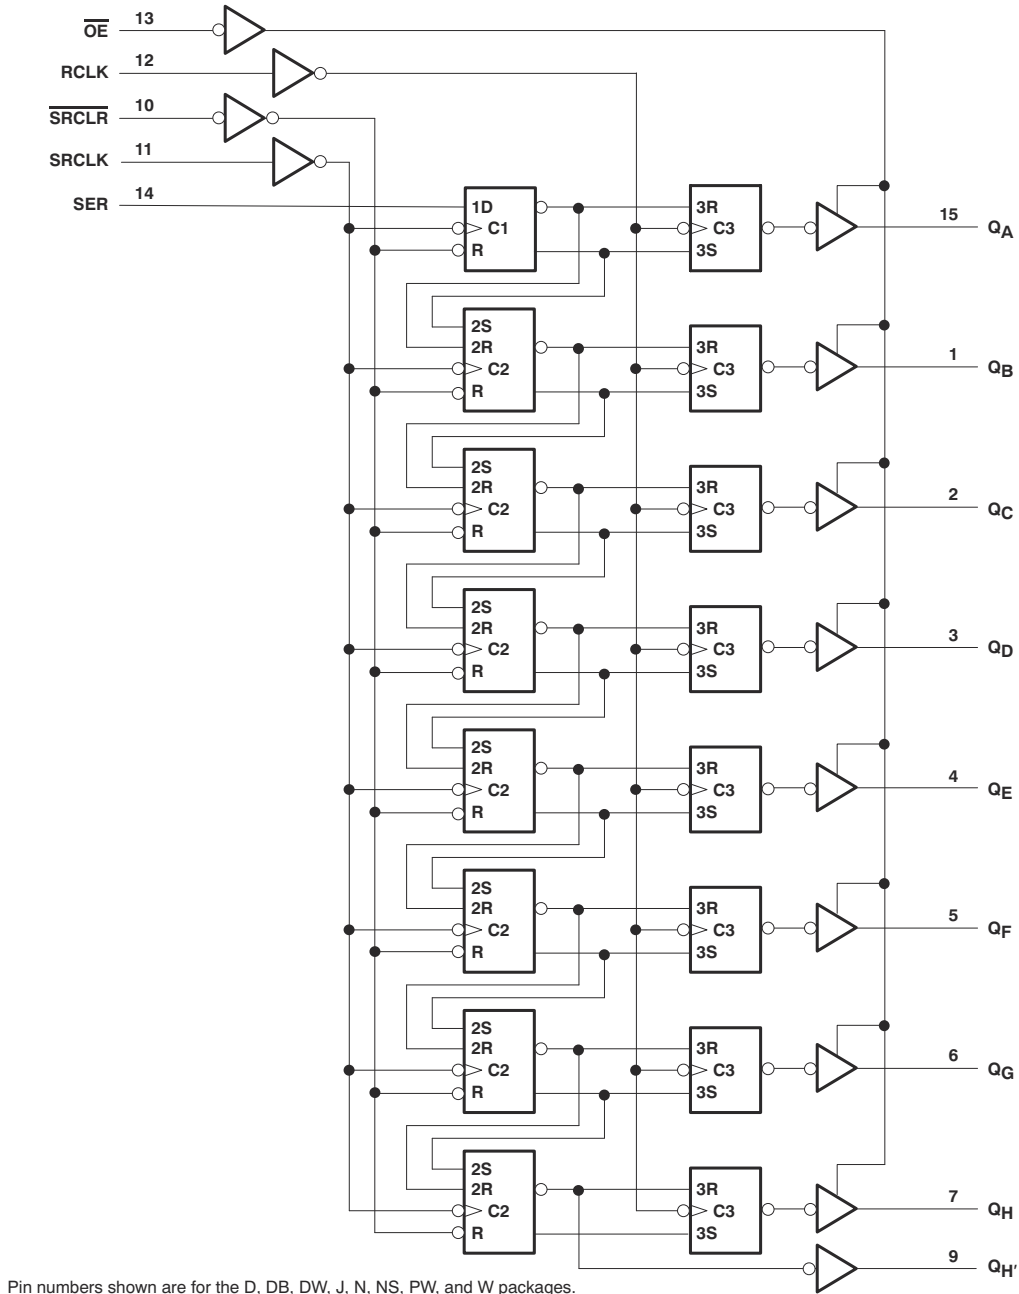 OE 13
RCLK 12
SRCLR 10
SRCLK 11
SER 14
1D 3R
C1 C3 15 QA
R 3S
2S
2R 3R
C2 C3 1 QB
R 3S
2S
2R 3R
C2 C3 2 QC
R 3S
2S
2R 3R
C2 C3 3 QD
R 3S
2S
2R 3R
C2 C3 4 QE
R 3S
2S
2R 3R
C2 C3 5 QF
R 3S
2S
2R 3R
C2 C3 6 QG
R 3S
2S
2R 3R
C2 C3 7 QH
R 3S
9 QH′
Pin numbers shown are for the D, DB, DW, J, N, NS, PW, and W packages.